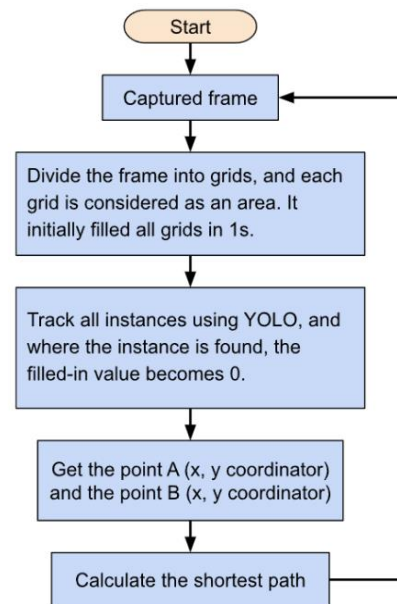 Start
Captured frame
Divide the frame into grids, and each
grid is considered as an area. It
initially filled all grids in 1s.
Track all instances using YOLO, and
where the instance is found, the
filled-in value becomes 0.
Get the point A (x, y coordinator)
and the point B (x, y coordinator)
Calculate the shortest path